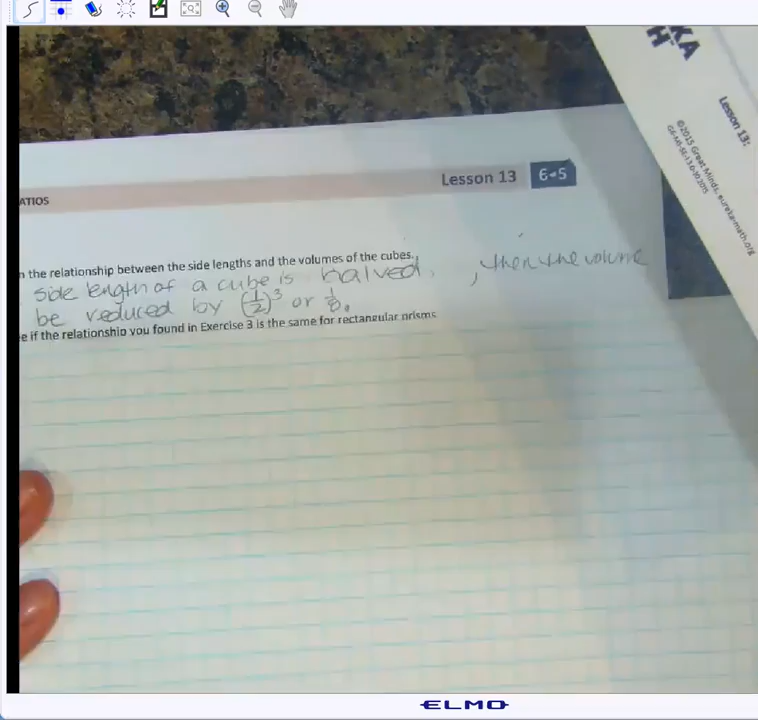 KA
H
Lesson 13:
©2015 Great Minds. eureka-math.org
Lesson 13 6•5
ATIOS
n the relationship between the side lengths and the volumes of the cubes.
side length of a cube is halved, , then the volume
be reduced by (1/2)³ or 1/8.
e if the relationship you found in Exercise 3 is the same for rectangular prisms
ELMO